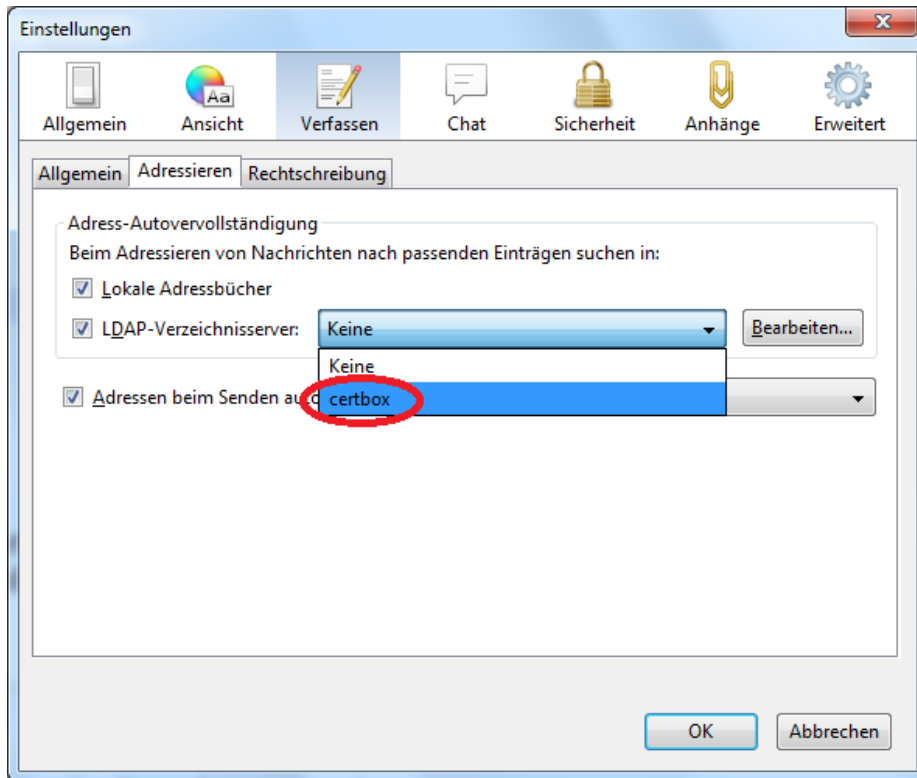 Einstellungen
Aa
Allgemein Ansicht Verfassen Chat Sicherheit Anhänge Erweitert
Allgemein Adressieren Rechtschreibung
Adress-Autovervollständigung
Beim Adressieren von Nachrichten nach passenden Einträgen suchen in:
Lokale Adressbücher
LDAP-Verzeichnisserver: Keine Bearbeiten...
Keine
Adressen beim Senden certbox
OK Abbrechen